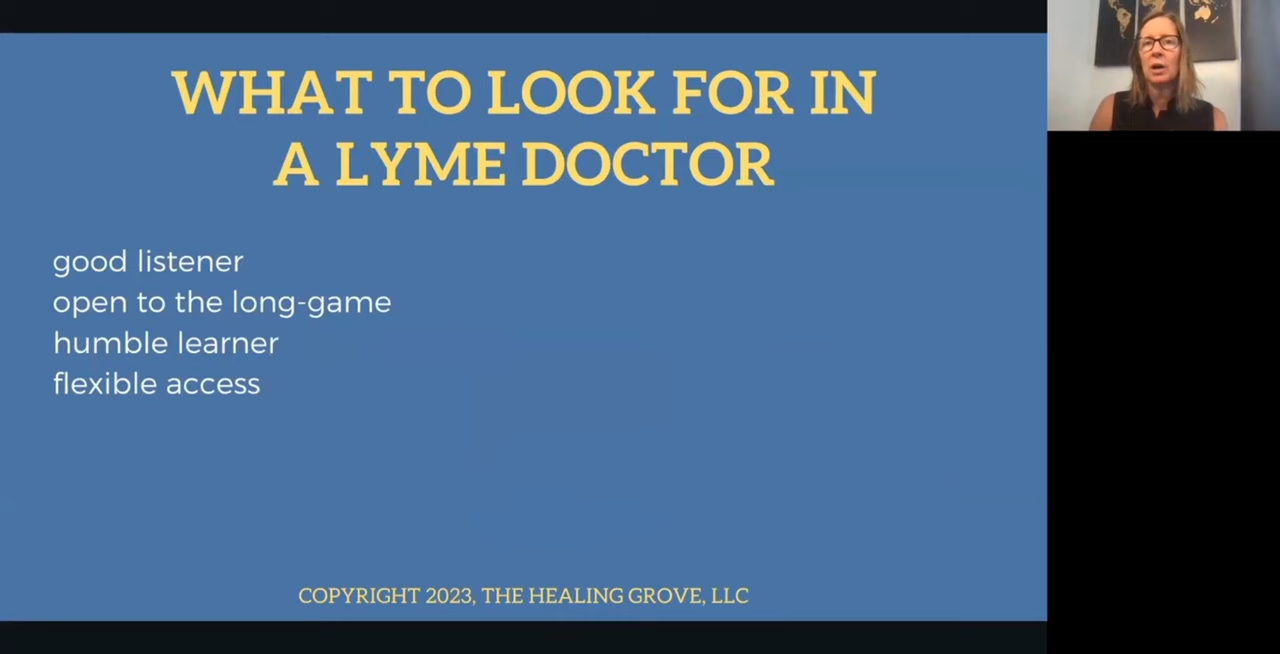 WHAT TO LOOK FOR IN
A LYME DOCTOR
good listener
open to the long-game
humble learner
flexible access
COPYRIGHT 2023, THE HEALING GROVE, LLC